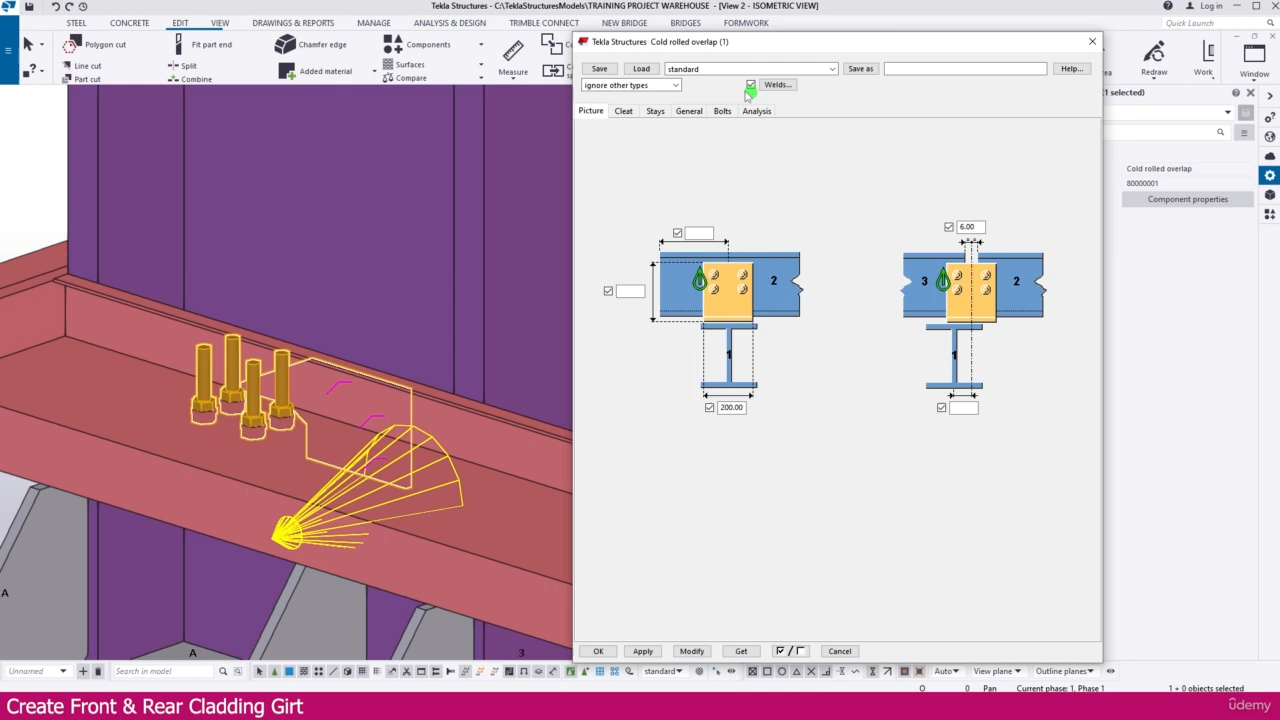 Tekla Structures - C:\TeklaStructuresModels\TRAINING PROJECT WAREHOUSE - [View 2 - ISOMETRIC VIEW]
Log in
STEEL CONCRETE EDIT VIEW DRAWINGS & REPORTS MANAGE ANALYSIS & DESIGN TRIMBLE CONNECT NEW BRIDGE BRIDGES FORMWORK
Quick Launch
Polygon cut
Line cut
Part cut
Fit part end
Split
Combine
Chamfer edge
Added material
Components
Surfaces
Compare
Measure
Redraw
Work
Window
Tekla Structures Cold rolled overlap (1)
Save Load standard Save as Help...
ignore other types Welds...
Picture Cleat Stays General Bolts Analysis
(1 selected)
Cold rolled overlap
80000001
Component properties
6.00
2
3 2
1
1
200.00
A
A
3
OK Apply Modify Get / Cancel
Unnamed Search in model standard Auto View plane Outline planes
O 0 Pan Current phase: 1, Phase 1 1 + 0 objects selected
Create Front & Rear Cladding Girt
ûdemy